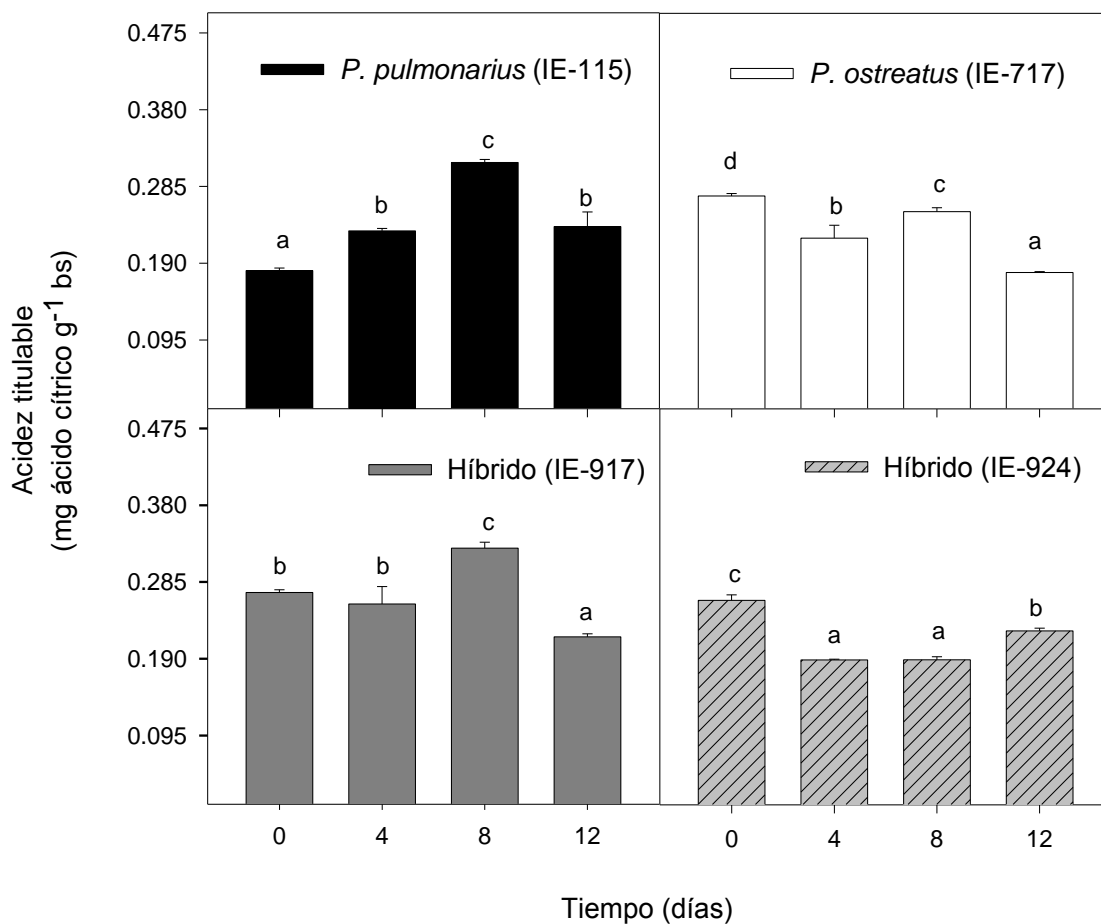 Acidez titulable
(mg ácido cítrico g-1 bs)
0.475
0.380
0.285
0.190
0.095
P. pulmonarius (IE-115)
a
b
c
b
P. ostreatus (IE-717)
d
b
c
a
0.475
0.380
0.285
0.190
0.095
Híbrido (IE-917)
b
b
c
a
Híbrido (IE-924)
c
a
a
b
0 4 8 12 0 4 8 12
Tiempo (días)